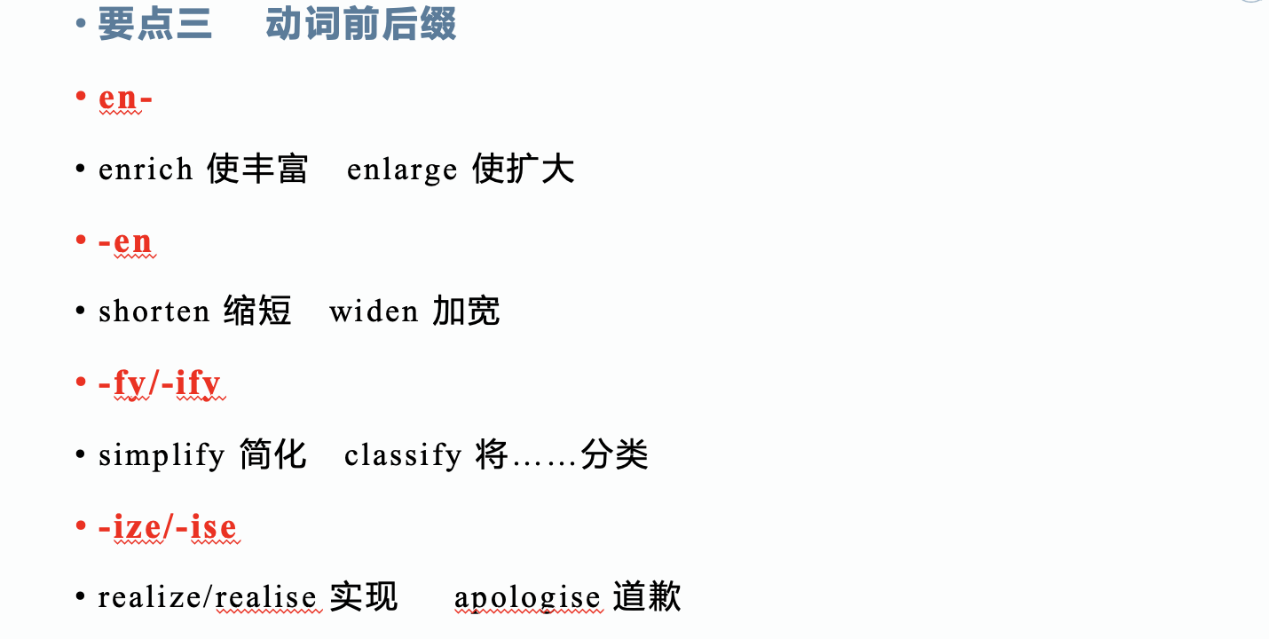 • 要点三 动词前后缀
• en-
• enrich 使丰富 enlarge 使扩大
• -en
• shorten 缩短 widen 加宽
• -fy/-ify
• simplify 简化 classify 将……分类
• -ize/-ise
• realize/realise 实现 apologise 道歉